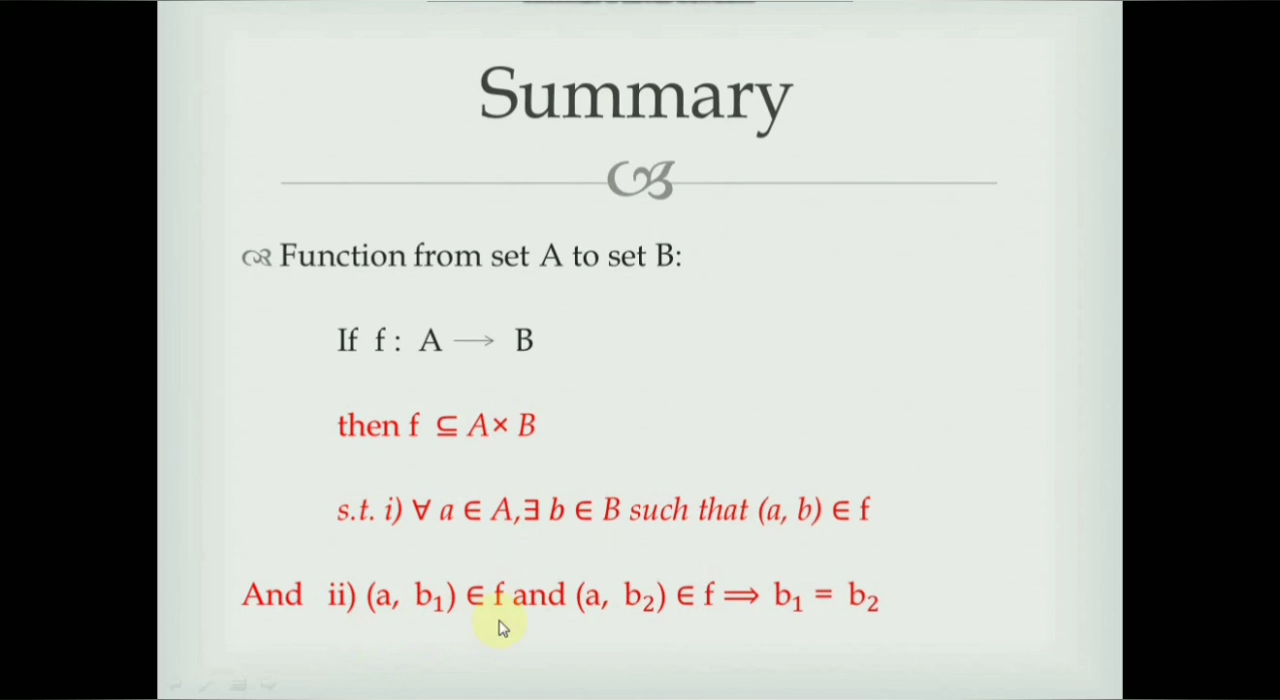 Summary
Function from set A to set B:
If f : A ⟶ B
then f ⊆ A× B
s.t. i) ∀ a ∈ A,∃ b ∈ B such that (a, b) ∈ f
And ii) (a, b₁) ∈ f and (a, b₂) ∈ f ⟹ b₁ = b₂